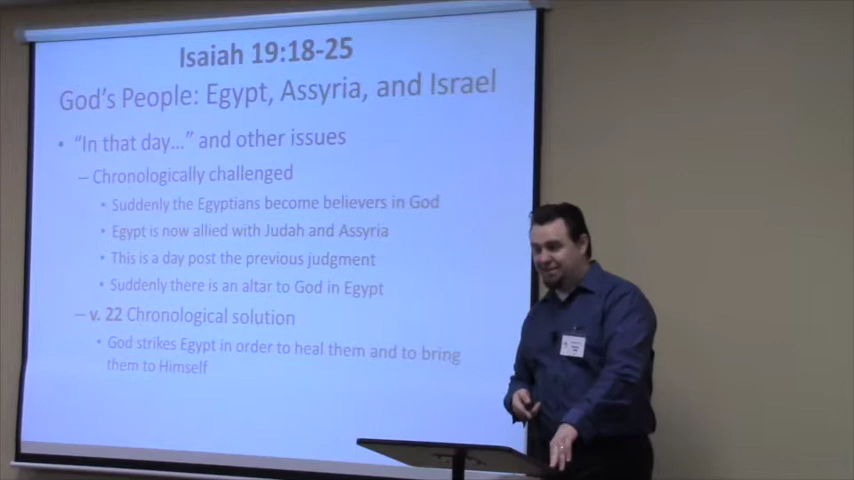 Isaiah 19:18-25
God's People: Egypt, Assyria, and Israel
• "In that day..." and other issues
– Chronologically challenged
• Suddenly the Egyptians become believers in God
• Egypt is now allied with Judah and Assyria
• This is a day post the previous judgment
• Suddenly there is an altar to God in Egypt
– v. 22 Chronological solution
• God strikes Egypt in order to heal them and to bring
them to Himself